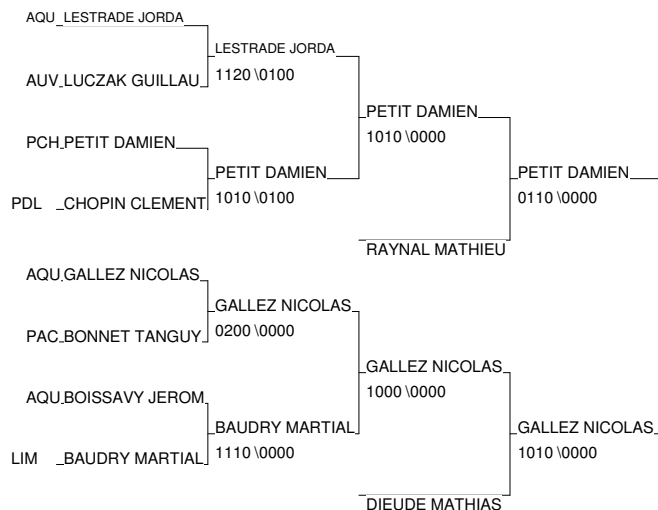 AQU LESTRADE JORDA
LESTRADE JORDA
1120 \0100
AUV LUCZAK GUILLAU
PETIT DAMIEN
1010 \0000
PCH PETIT DAMIEN
PETIT DAMIEN
1010 \0100
PETIT DAMIEN
0110 \0000
PDL CHOPIN CLEMENT
RAYNAL MATHIEU
AQU GALLEZ NICOLAS
GALLEZ NICOLAS
0200 \0000
PAC BONNET TANGUY
GALLEZ NICOLAS
1000 \0000
AQU BOISSAVY JEROM
BAUDRY MARTIAL
1110 \0000
GALLEZ NICOLAS
1010 \0000
LIM BAUDRY MARTIAL
DIEUDE MATHIAS